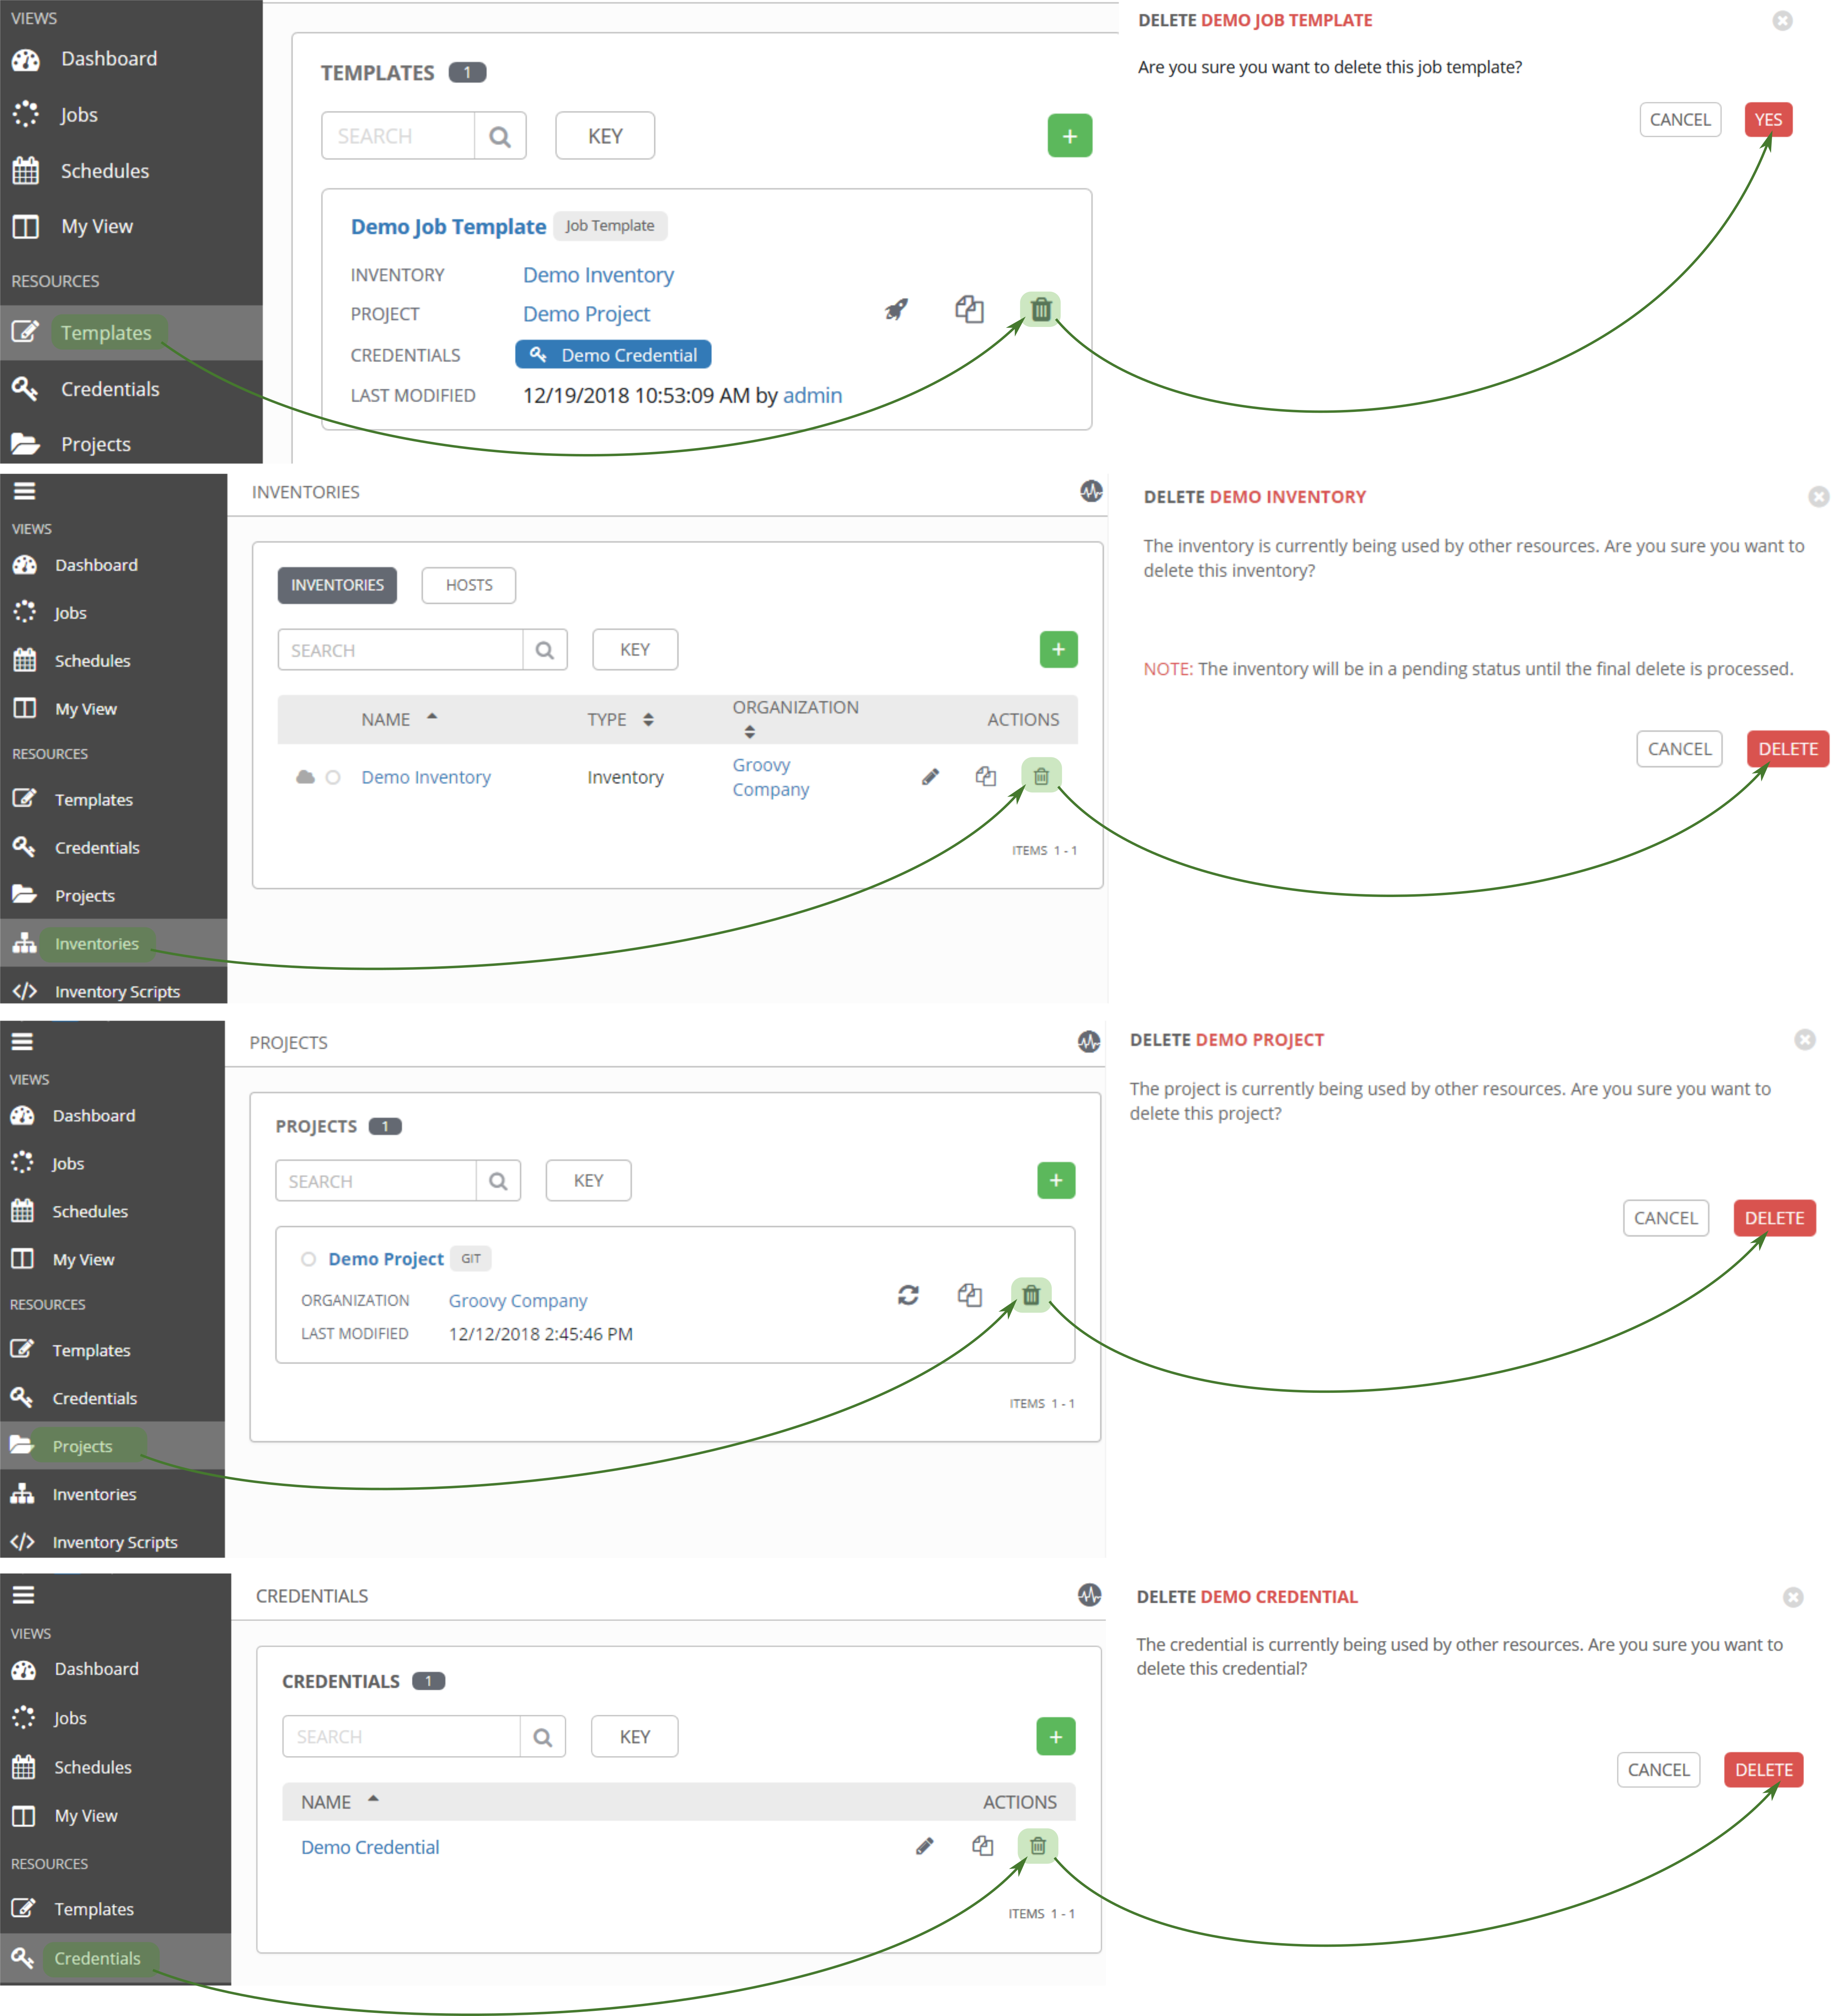 VIEWS
Dashboard
Jobs
Schedules
My View
RESOURCES
Templates
Credentials
Projects
TEMPLATES 1
SEARCH KEY +
Demo Job Template Job Template
INVENTORY Demo Inventory
PROJECT Demo Project
CREDENTIALS Demo Credential
LAST MODIFIED 12/19/2018 10:53:09 AM by admin
DELETE DEMO JOB TEMPLATE
Are you sure you want to delete this job template?
CANCEL YES
VIEWS
Dashboard
Jobs
Schedules
My View
RESOURCES
Templates
Credentials
Projects
Inventories
Inventory Scripts
INVENTORIES
INVENTORIES HOSTS
SEARCH KEY +
NAME TYPE ORGANIZATION ACTIONS
Demo Inventory Inventory Groovy
Company
ITEMS 1 - 1
DELETE DEMO INVENTORY
The inventory is currently being used by other resources. Are you sure you want to
delete this inventory?
NOTE: The inventory will be in a pending status until the final delete is processed.
CANCEL DELETE
VIEWS
Dashboard
Jobs
Schedules
My View
RESOURCES
Templates
Credentials
Projects
Inventories
Inventory Scripts
PROJECTS
PROJECTS 1
SEARCH KEY +
Demo Project GIT
ORGANIZATION Groovy Company
LAST MODIFIED 12/12/2018 2:45:46 PM
ITEMS 1 - 1
DELETE DEMO PROJECT
The project is currently being used by other resources. Are you sure you want to
delete this project?
CANCEL DELETE
VIEWS
Dashboard
Jobs
Schedules
My View
RESOURCES
Templates
Credentials
CREDENTIALS
CREDENTIALS 1
SEARCH KEY +
NAME ACTIONS
Demo Credential
ITEMS 1 - 1
DELETE DEMO CREDENTIAL
The credential is currently being used by other resources. Are you sure you want to
delete this credential?
CANCEL DELETE